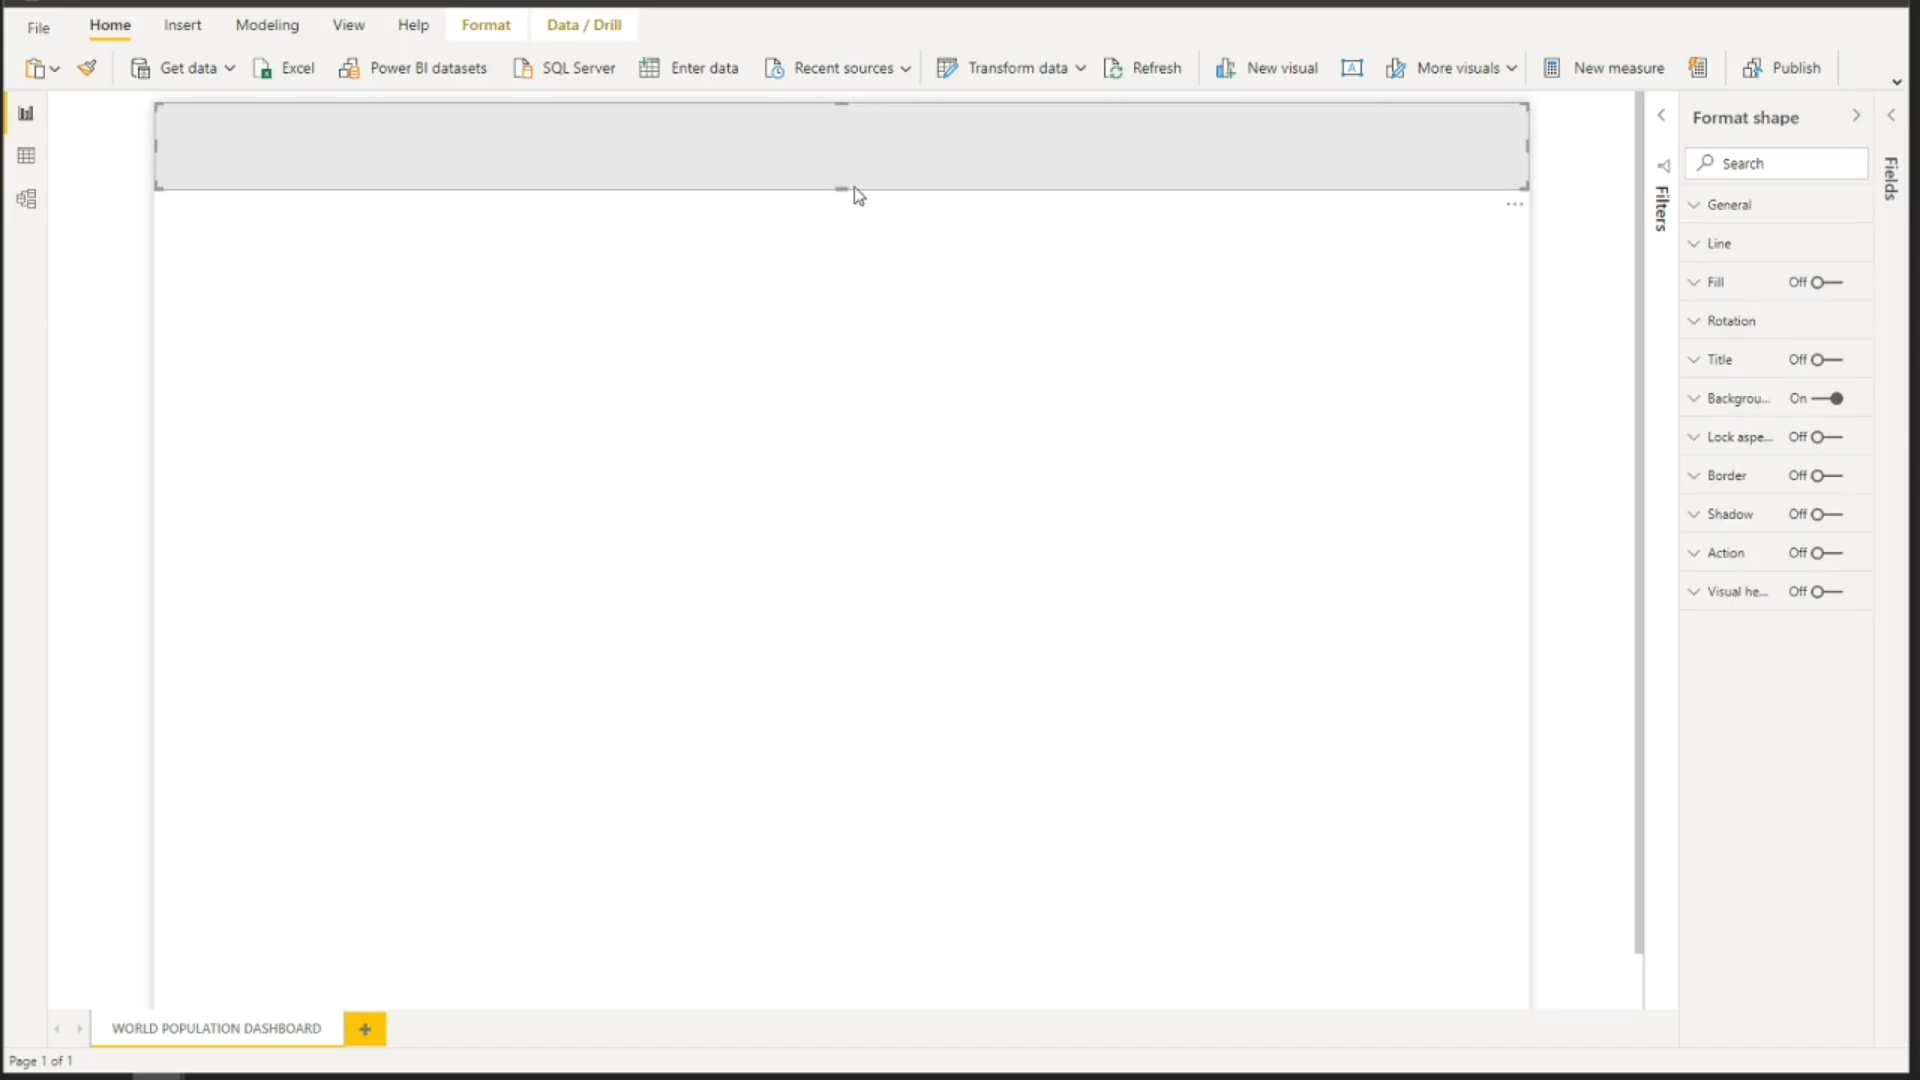 File Home Insert Modeling View Help Format Data / Drill
Get data Excel Power BI datasets SQL Server Enter data Recent sources Transform data Refresh New visual A More visuals New measure Publish
Format shape
Search
Filters
Fields
General
Line
Fill Off
Rotation
Title Off
Backgrou... On
Lock aspe... Off
Border Off
Shadow Off
Action Off
Visual he... Off
WORLD POPULATION DASHBOARD
Page 1 of 1